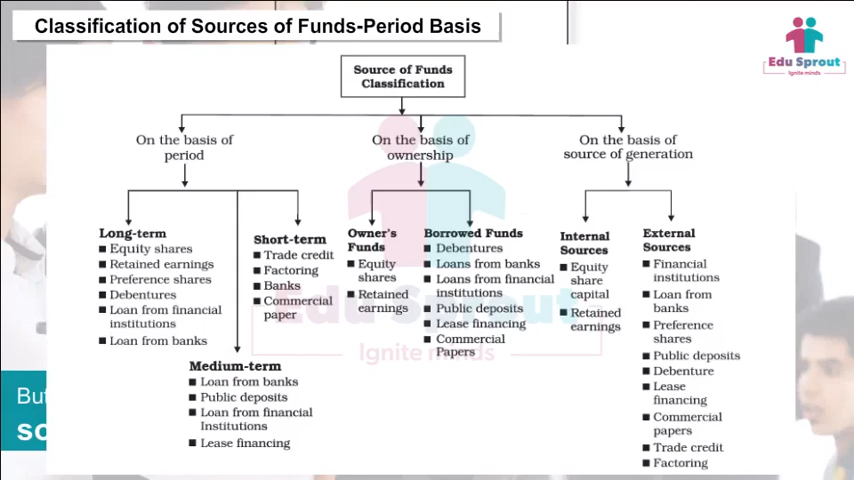 Classification of Sources of Funds-Period Basis
Edu Sprout
Ignite minds
Source of Funds
Classification
On the basis of
period
On the basis of
ownership
On the basis of
source of generation
Long-term
Equity shares
Retained earnings
Preference shares
Debentures
Loan from financial
institutions
Loan from banks
Short-term
Trade credit
Factoring
Banks
Commercial
paper
Medium-term
Loan from banks
Public deposits
Loan from financial
Institutions
Lease financing
Owner's
Funds
Equity
shares
Retained
earnings
Borrowed Funds
Debentures
Loans from banks
Loans from financial
institutions
Public deposits
Lease financing
Commercial
Papers
Internal
Sources
Equity
share
capital
Retained
earnings
External
Sources
Financial
institutions
Loan from
banks
Preference
shares
Public deposits
Debenture
Lease
financing
Commercial
papers
Trade credit
Factoring
Edu Sprout
Ignite minds